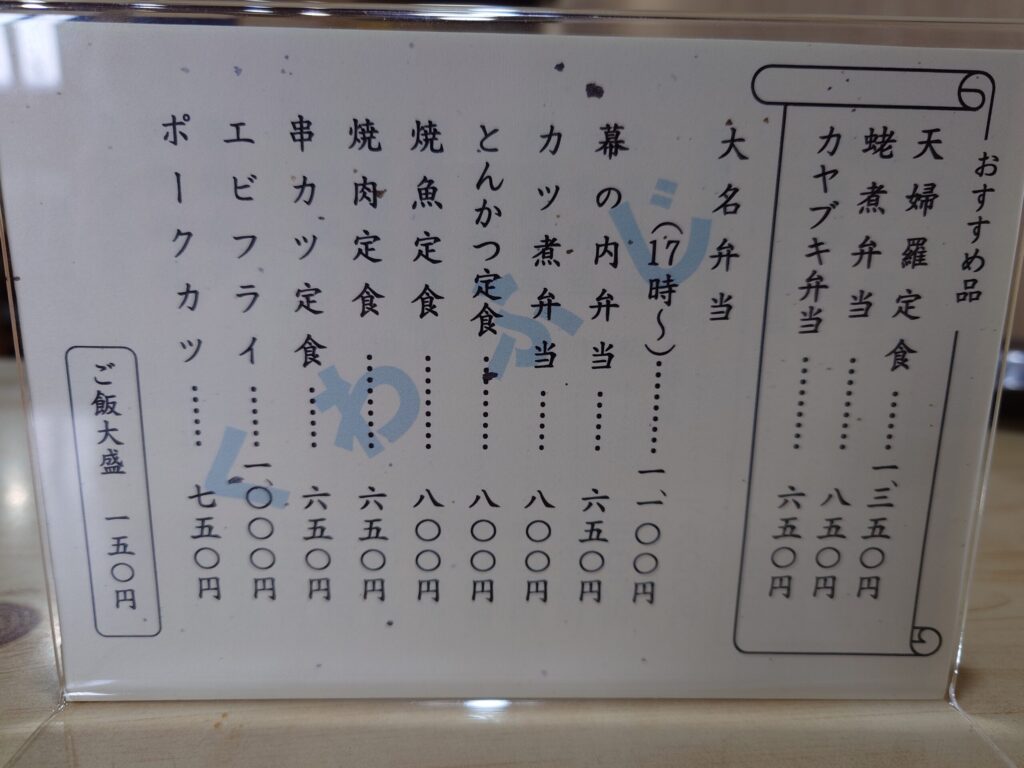 おすすめ品
天婦羅定食……一、三五〇円
蛯煮弁当……八五〇円
カヤブキ弁当……六五〇円
大名弁当
(17時~)……一、一〇〇円
幕の内弁当……六五〇円
カツ煮弁当……八〇〇円
とんかつ定食……八〇〇円
焼魚定食……八〇〇円
焼肉定食……六五〇円
串カツ定食……六五〇円
エビフライ……一、〇〇〇円
ポークカツ……七五〇円
ご飯大盛 一五〇円
くわふじ